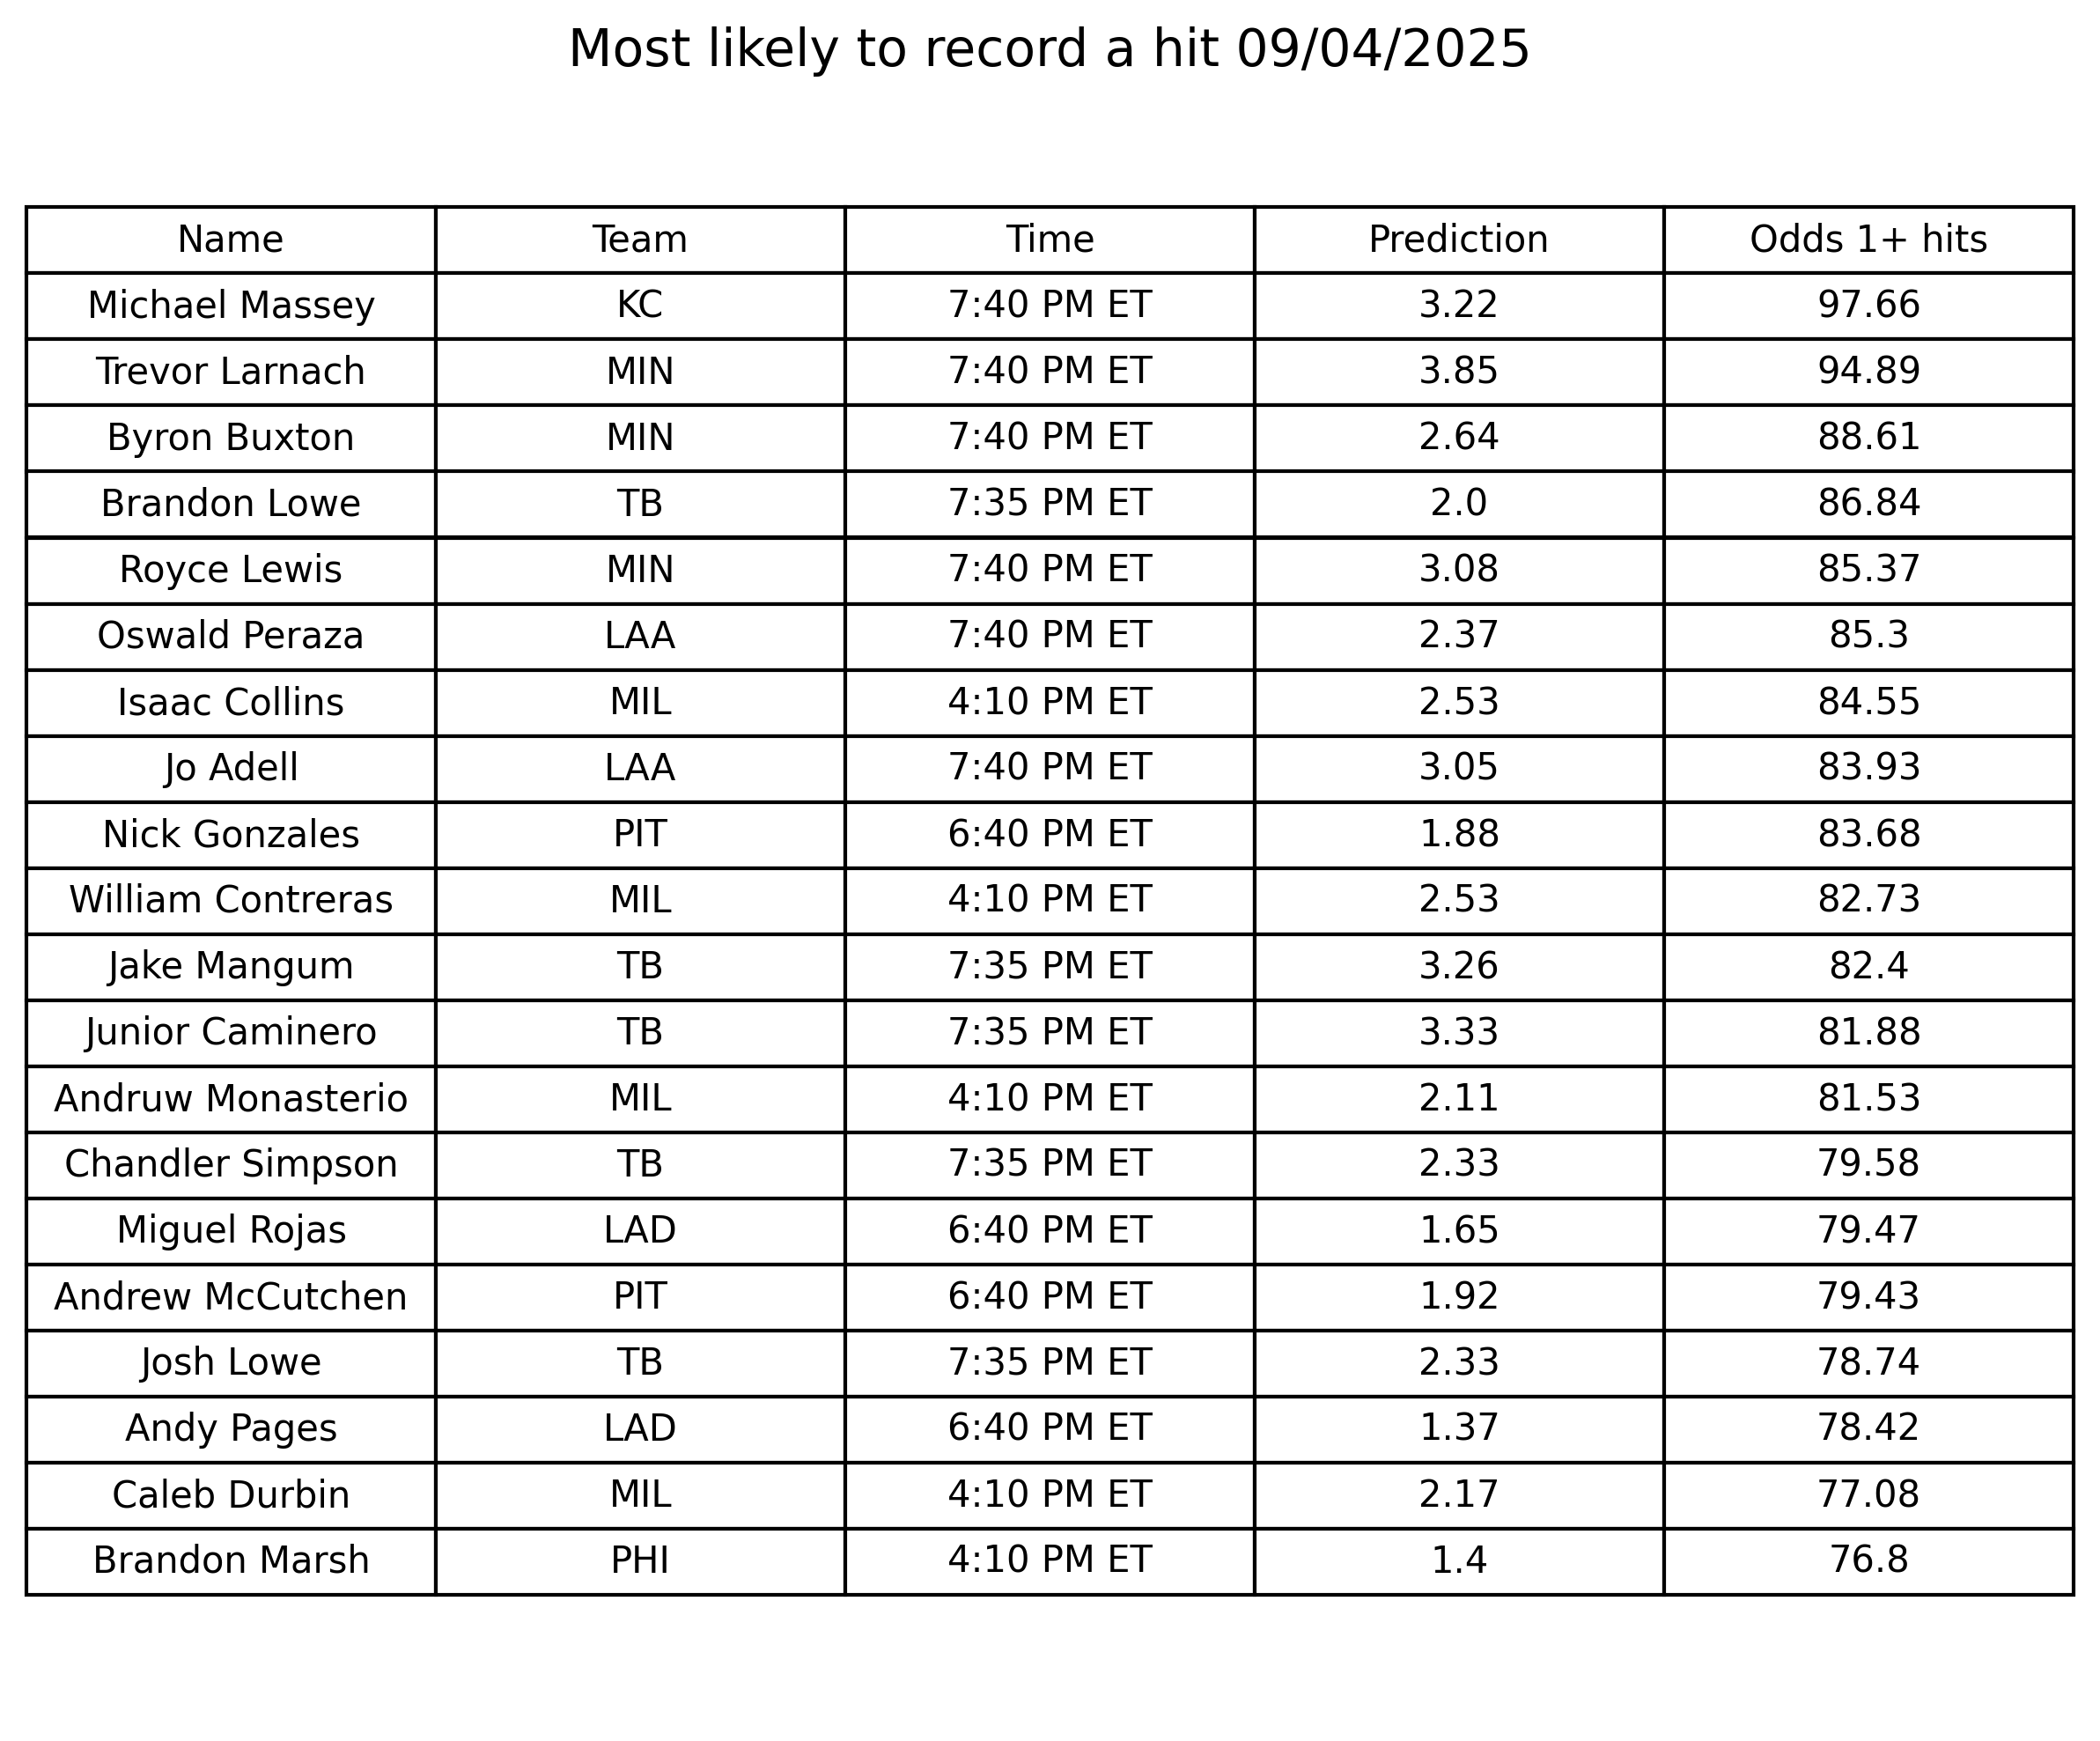 Most likely to record a hit 09/04/2025
Name Team Time Prediction Odds 1+ hits
Michael Massey KC 7:40 PM ET 3.22 97.66
Trevor Larnach MIN 7:40 PM ET 3.85 94.89
Byron Buxton MIN 7:40 PM ET 2.64 88.61
Brandon Lowe TB 7:35 PM ET 2.0 86.84
Royce Lewis MIN 7:40 PM ET 3.08 85.37
Oswald Peraza LAA 7:40 PM ET 2.37 85.3
Isaac Collins MIL 4:10 PM ET 2.53 84.55
Jo Adell LAA 7:40 PM ET 3.05 83.93
Nick Gonzales PIT 6:40 PM ET 1.88 83.68
William Contreras MIL 4:10 PM ET 2.53 82.73
Jake Mangum TB 7:35 PM ET 3.26 82.4
Junior Caminero TB 7:35 PM ET 3.33 81.88
Andruw Monasterio MIL 4:10 PM ET 2.11 81.53
Chandler Simpson TB 7:35 PM ET 2.33 79.58
Miguel Rojas LAD 6:40 PM ET 1.65 79.47
Andrew McCutchen PIT 6:40 PM ET 1.92 79.43
Josh Lowe TB 7:35 PM ET 2.33 78.74
Andy Pages LAD 6:40 PM ET 1.37 78.42
Caleb Durbin MIL 4:10 PM ET 2.17 77.08
Brandon Marsh PHI 4:10 PM ET 1.4 76.8